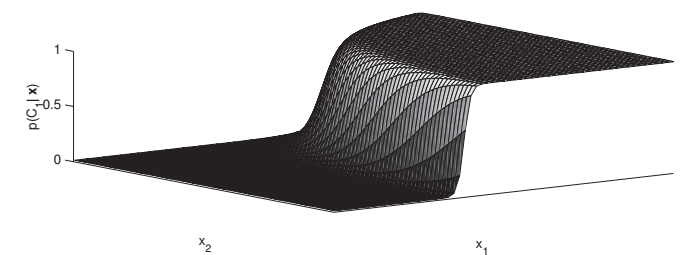 1
0.5
0
p(C₁| x)
x₂
x₁